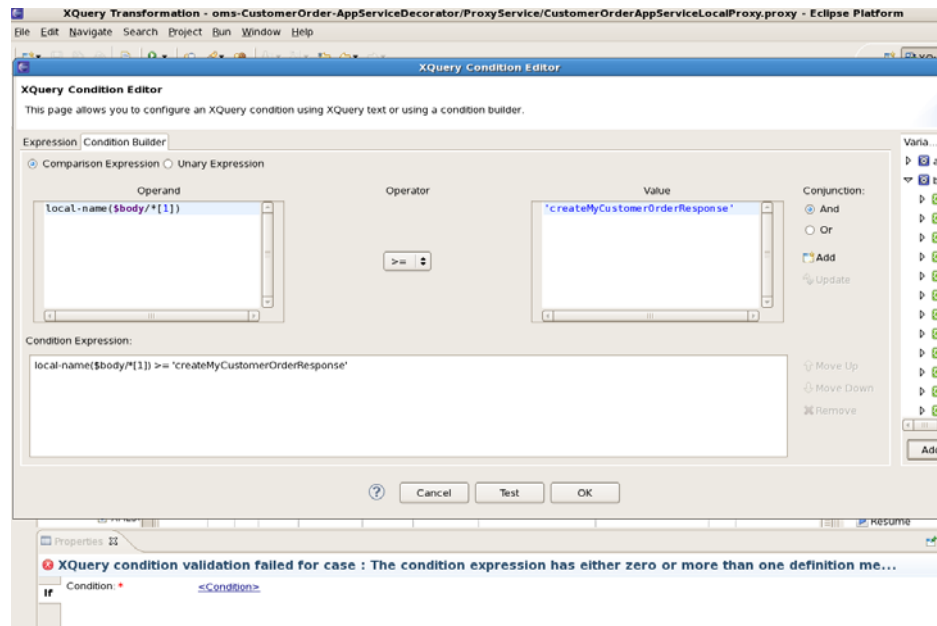 XQuery Transformation - oms-CustomerOrder-AppServiceDecorator/ProxyService/CustomerOrderAppServiceLocalProxy.proxy - Eclipse Platform
File Edit Navigate Search Project Run Window Help
XQuery Condition Editor
XQuery Condition Editor
This page allows you to configure an XQuery condition using XQuery text or using a condition builder.
Expression Condition Builder
Varia...
Comparison Expression Unary Expression
Operand Operator Value Conjunction:
local-name($body/*[1])
'createMyCustomerOrderResponse'
And
Or
>=
Add
Update
Condition Expression:
local-name($body/*[1]) >= 'createMyCustomerOrderResponse'
Move Up
Move Down
Remove
Add
Cancel Test OK
Resume
Properties
XQuery condition validation failed for case : The condition expression has either zero or more than one definition me...
If
Condition: * <Condition>